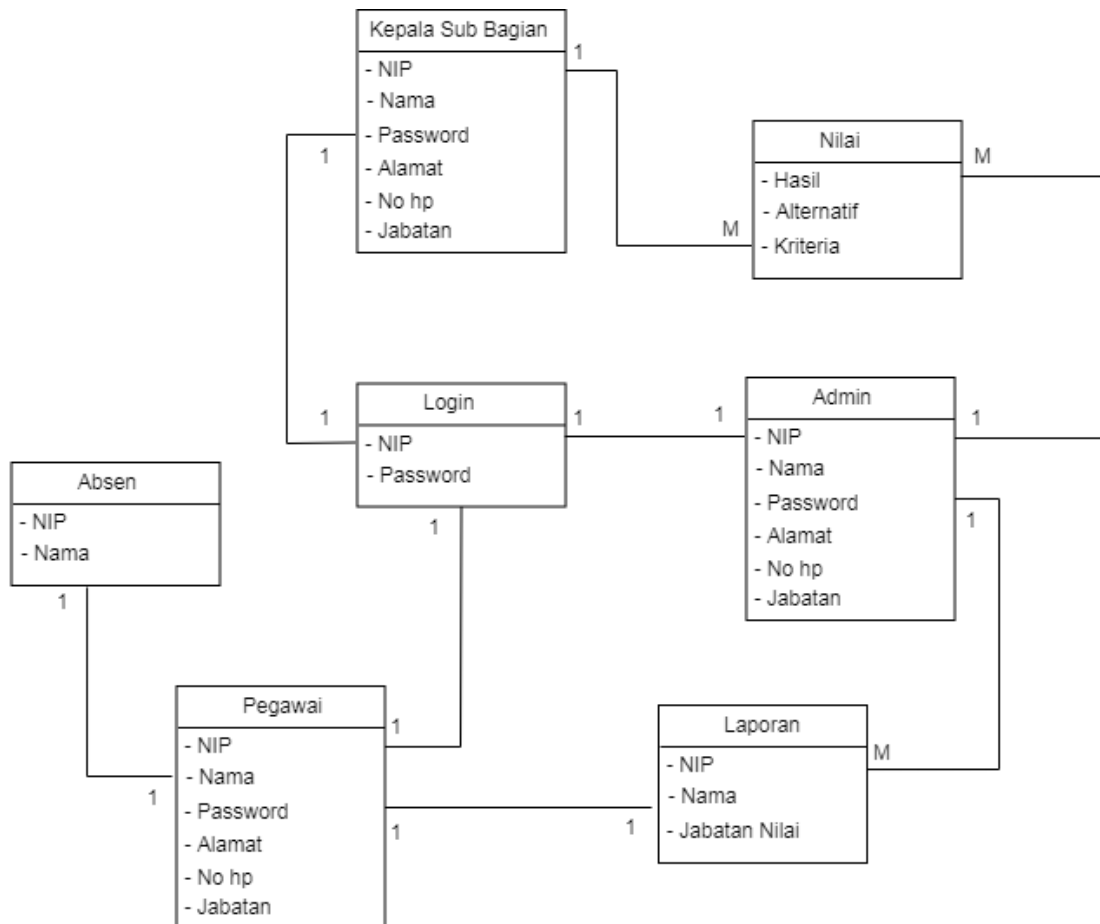 Kepala Sub Bagian
- NIP
- Nama
- Password
- Alamat
- No hp
- Jabatan
1
1
Nilai
- Hasil
- Alternatif
- Kriteria
M
M
Login
- NIP
- Password
1
1
1
Admin
- NIP
- Nama
- Password
- Alamat
- No hp
- Jabatan
1
1
1
Absen
- NIP
- Nama
1
Pegawai
- NIP
- Nama
- Password
- Alamat
- No hp
- Jabatan
1
1
1
Laporan
- NIP
- Nama
- Jabatan Nilai
M
1